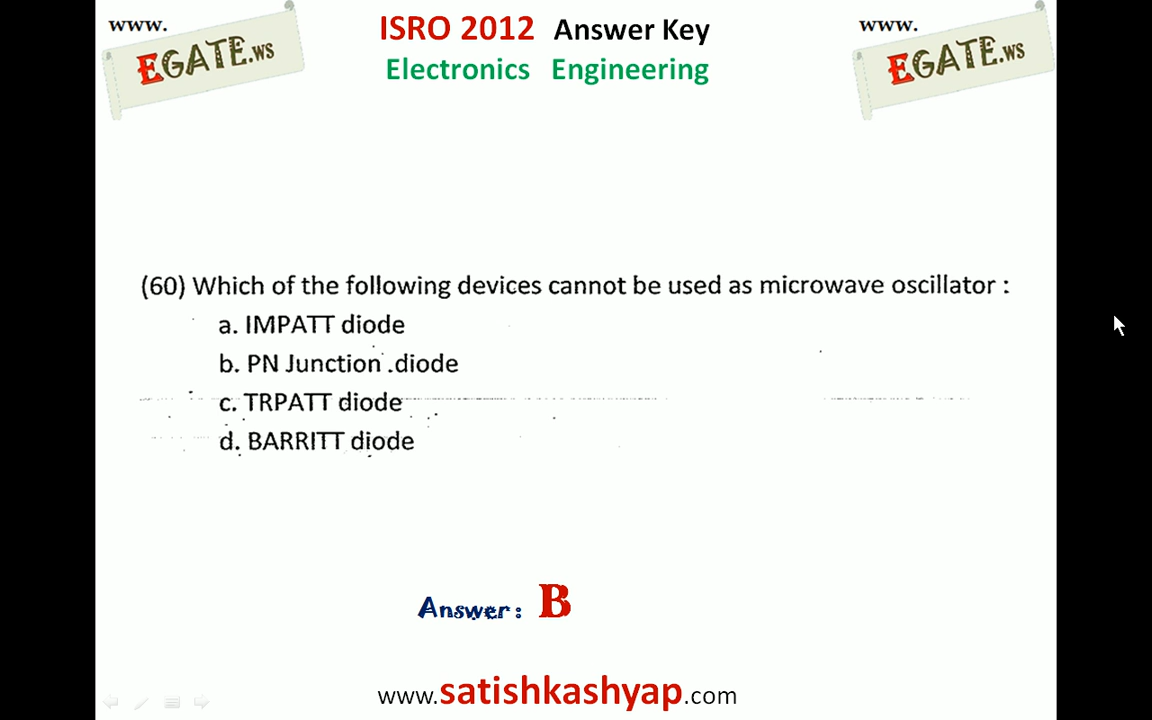 www.
EGATE.ws
ISRO 2012 Answer Key
Electronics Engineering
www.
EGATE.ws
(60) Which of the following devices cannot be used as microwave oscillator :
a. IMPATT diode
b. PN Junction .diode
c. TRPATT diode
d. BARRITT diode
Answer: B
www.satishkashyap.com